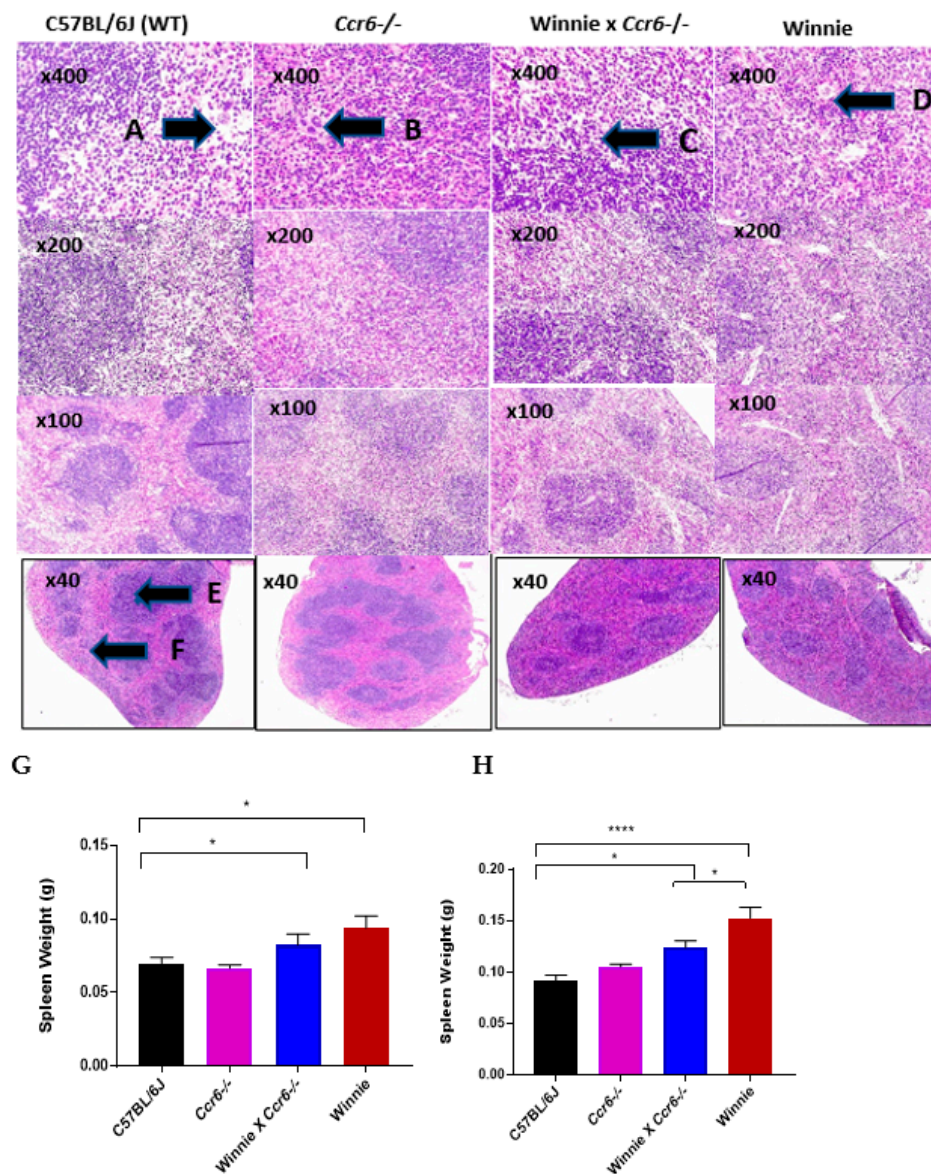 C57BL/6J (WT) Ccr6-/- Winnie x Ccr6-/- Winnie
x400 x400 x400 x400
A B C D
x200 x200 x200 x200
x100 x100 x100 x100
x40 x40 x40 x40
E
F
G H
* ****
* * *
0.15 0.20
0.10 0.15
0.05 0.10
0.00 0.05
0.00
Spleen Weight (g) Spleen Weight (g)
C57BL/6J Ccr6-/- Winnie X Ccr6-/- Winnie C57BL/6J Ccr6-/- Winnie X Ccr6-/- Winnie